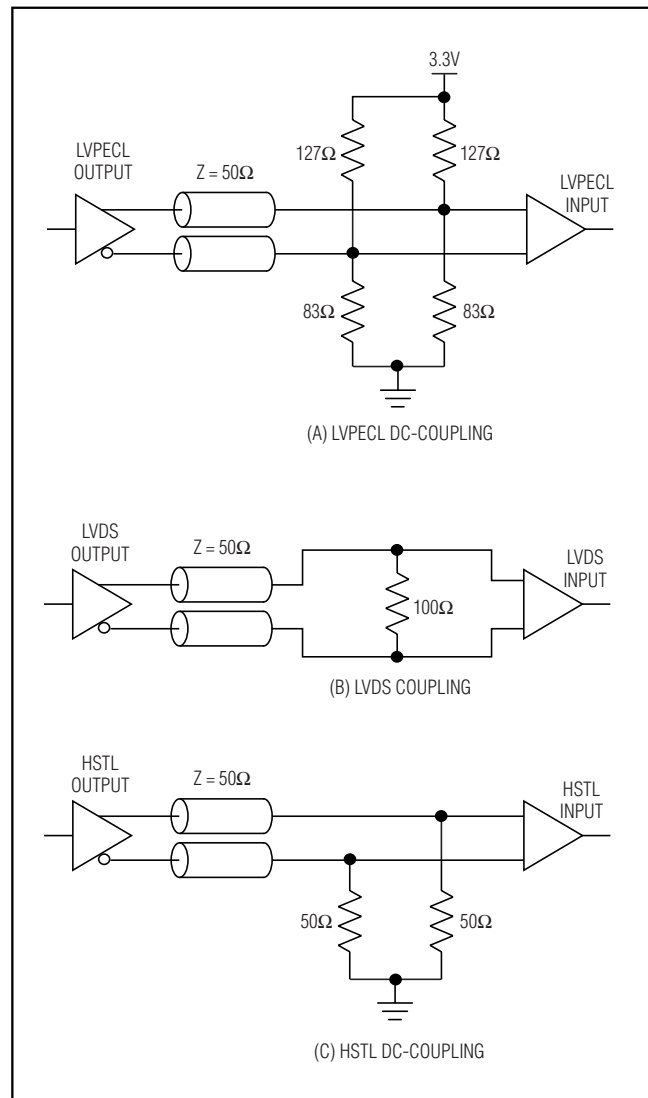 3.3V
127Ω
127Ω
LVPECL
OUTPUT
Z = 50Ω
LVPECL
INPUT
83Ω
83Ω
(A) LVPECL DC-COUPLING
LVDS
OUTPUT
Z = 50Ω
LVDS
INPUT
100Ω
(B) LVDS COUPLING
HSTL
OUTPUT
Z = 50Ω
HSTL
INPUT
50Ω
50Ω
(C) HSTL DC-COUPLING